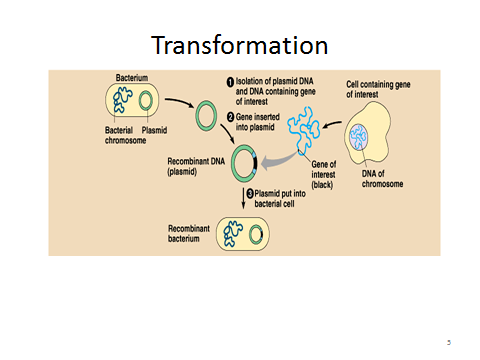 Transformation
Bacterium
Bacterial
chromosome
Plasmid
1 Isolation of plasmid DNA
and DNA containing gene
of interest
2 Gene inserted
into plasmid
Cell containing gene
of interest
Recombinant DNA
(plasmid)
Gene of
interest
(black)
DNA of
chromosome
3 Plasmid put into
bacterial cell
Recombinant
bacterium
5